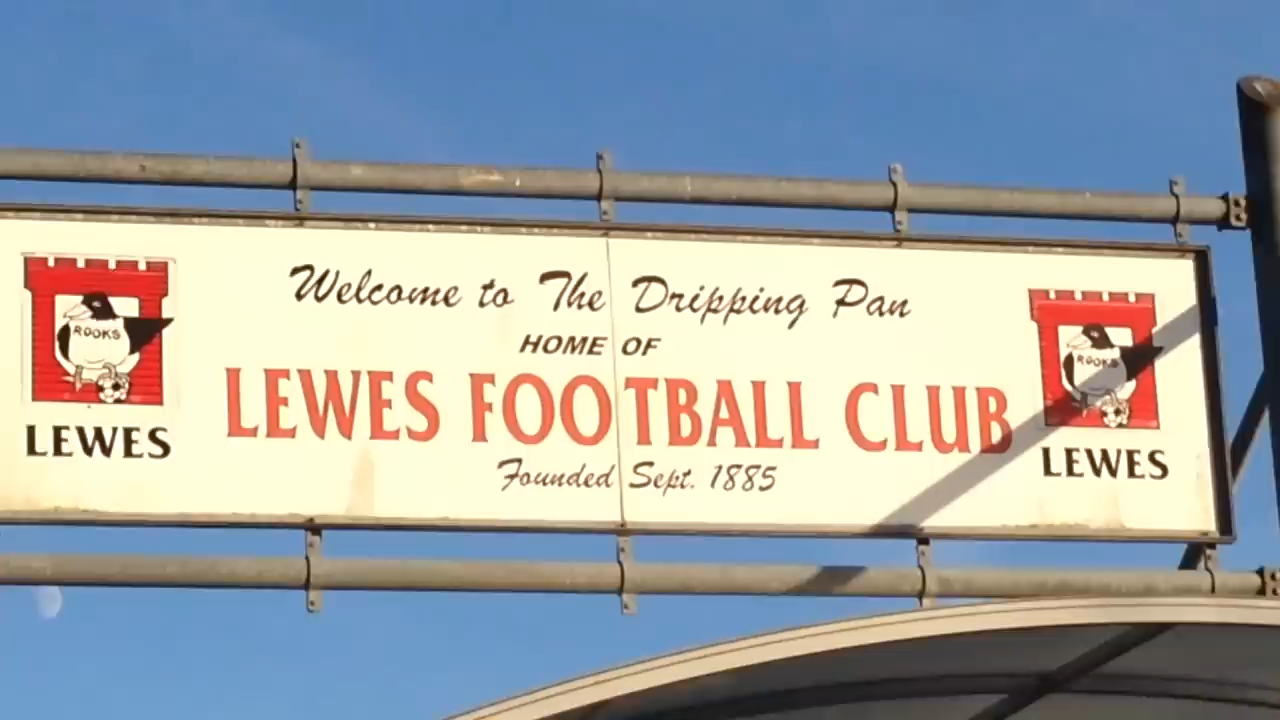 Welcome to The Dripping Pan
HOME OF
LEWES FOOTBALL CLUB
Founded Sept. 1885
ROOKS
LEWES
ROOKS
LEWES